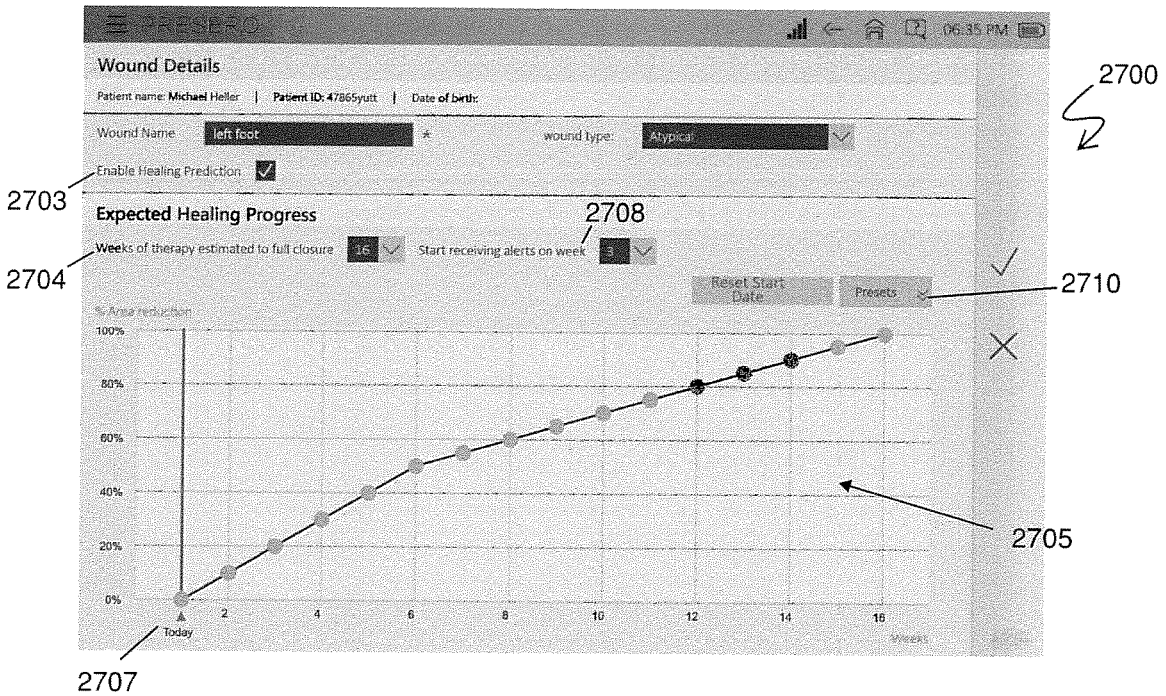 PRESERO 06:35 PM
Wound Details
2700
Patient name: Michael Heller | Patient ID: 47865yutt | Date of birth:
Wound Name left foot * wound type: Atypical
2703 Enable Healing Prediction
Expected Healing Progress
2708
2704 Weeks of therapy estimated to full closure 16 Start receiving alerts on week 3
Reset Start Date Presets 2710
% Area reduction
100%
80%
60%
40%
2705
20%
0%
2 4 6 8 10 12 14 16
Today Weeks
2707